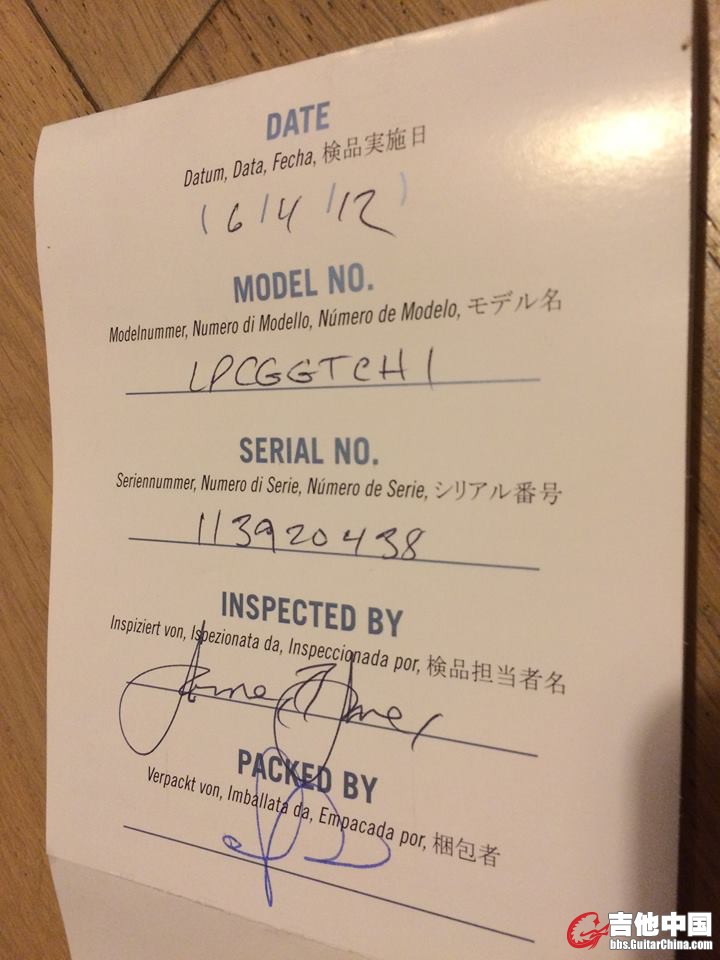 DATE
Datum, Data, Fecha, 検品実施日
( 6 / 4 / 12 )
MODEL NO.
Modelnummer, Numero di Modello, Número de Modelo, モデル名
LPCGGTCH1
SERIAL NO.
Seriennummer, Numero di Serie, Número de Serie, シリアル番号
113920438
INSPECTED BY
Inspiziert von, Ispezionata da, Inspeccionada por, 検品担当者名
PACKED BY
Verpackt von, Imballata da, Empacada por, 梱包者
吉他中国
bbs.GuitarChina.com